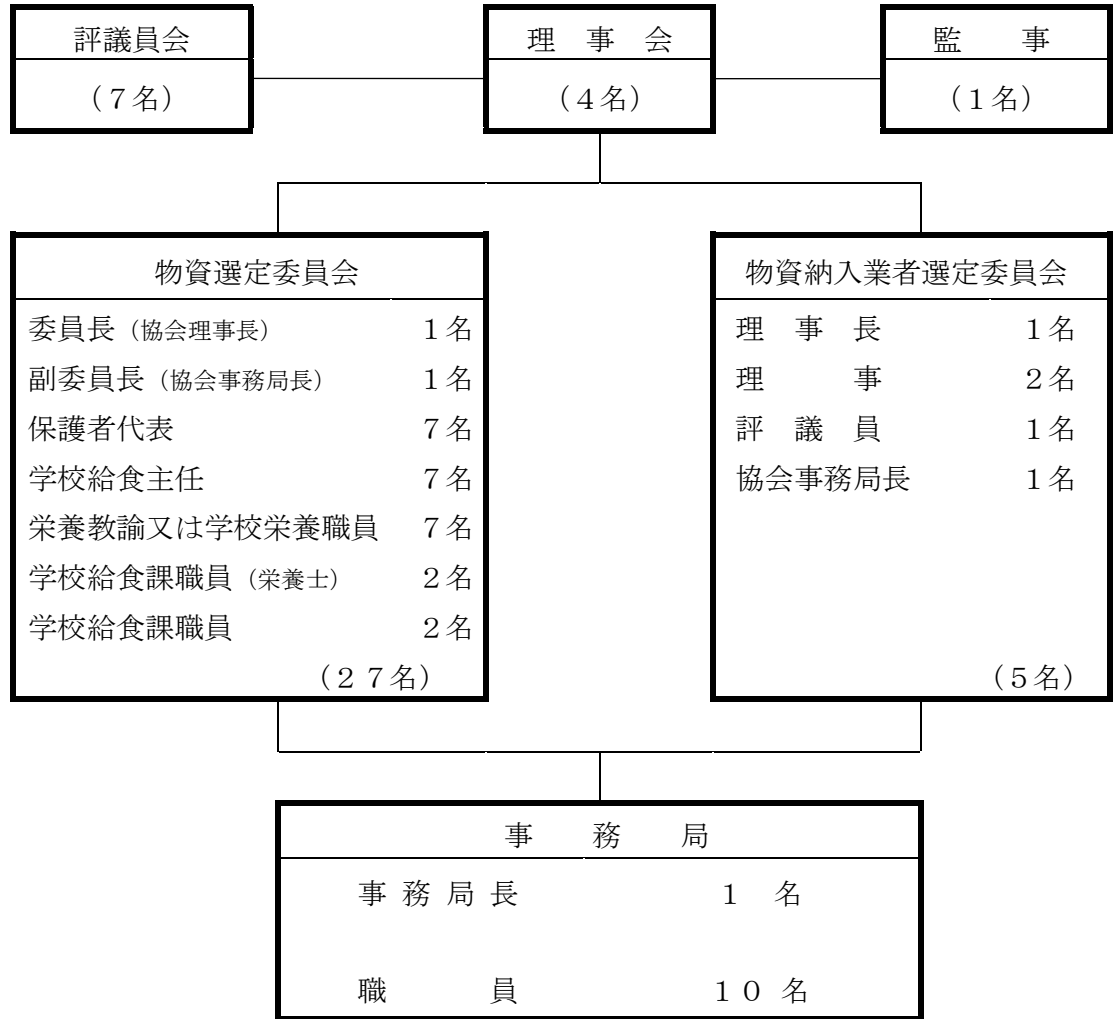 評議員会
(7名)
理 事 会
(4名)
監 事
(1名)
物資選定委員会
委員長(協会理事長) 1名
副委員長(協会事務局長) 1名
保護者代表 7名
学校給食主任 7名
栄養教諭又は学校栄養職員 7名
学校給食課職員(栄養士) 2名
学校給食課職員 2名
(27名)
物資納入業者選定委員会
理 事 長 1名
理 事 2名
評 議 員 1名
協会事務局長 1名
(5名)
事 務 局
事 務 局 長 1 名
職 員 10 名